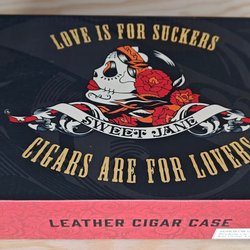 LOVE IS FOR SUCKERS
SWEET JANE
CIGARS ARE FOR LOVERS
LEATHER CIGAR CASE